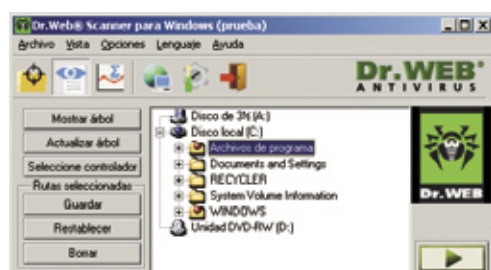 Dr.Web® Scanner para Windows (prueba)
Archivo Vista Opciones Lenguaje Ayuda
Dr.WEB®
ANTIVIRUS
Mostrar árbol
Actualizar árbol
Seleccione controlador
Rutas seleccionadas
Guardar
Restablecer
Borrar
Disco de 3½ (A:)
Disco local (C:)
Archivos de programa
Documents and Settings
RECYCLER
System Volume Information
WINDOWS
Unidad DVD-RW (D:)
Dr.WEB